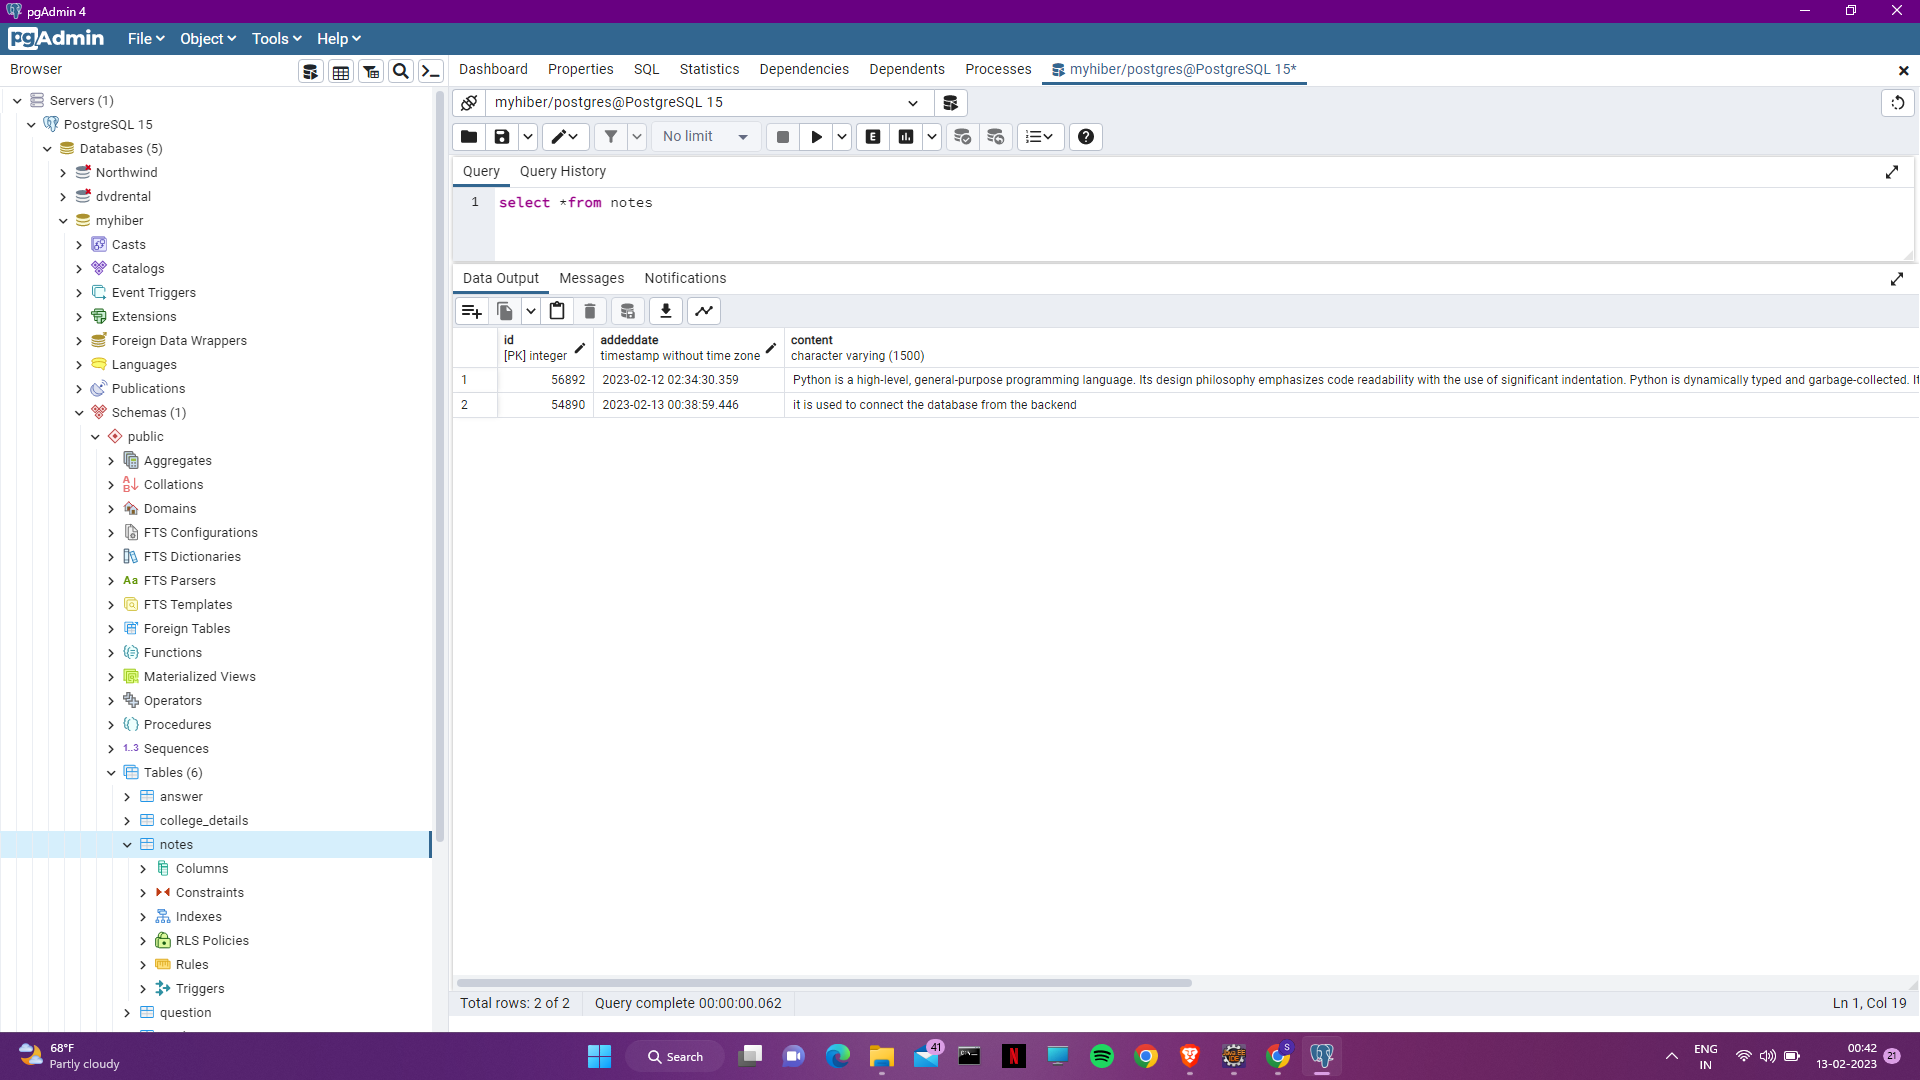 pgAdmin 4
pgAdmin File Object Tools Help
Browser
Dashboard Properties SQL Statistics Dependencies Dependents Processes myhiber/postgres@PostgreSQL 15*
myhiber/postgres@PostgreSQL 15
No limit
E
Query Query History
1 select *from notes
Data Output Messages Notifications
id addeddate content
[PK] integer timestamp without time zone character varying (1500)
1 56892 2023-02-12 02:34:30.359 Python is a high-level, general-purpose programming language. Its design philosophy emphasizes code readability with the use of significant indentation. Python is dynamically typed and garbage-collected. It
2 54890 2023-02-13 00:38:59.446 it is used to connect the database from the backend
Total rows: 2 of 2 Query complete 00:00:00.062 Ln 1, Col 19
Servers (1)
PostgreSQL 15
Databases (5)
Northwind
dvdrental
myhiber
Casts
Catalogs
Event Triggers
Extensions
Foreign Data Wrappers
Languages
Publications
Schemas (1)
public
Aggregates
Collations
Domains
FTS Configurations
FTS Dictionaries
Aa FTS Parsers
FTS Templates
Foreign Tables
Functions
Materialized Views
Operators
Procedures
1..3 Sequences
Tables (6)
answer
college_details
notes
Columns
Constraints
Indexes
RLS Policies
Rules
Triggers
question
68°F
Partly cloudy
Search
41
N
S
ENG
IN
00:42
13-02-2023
21